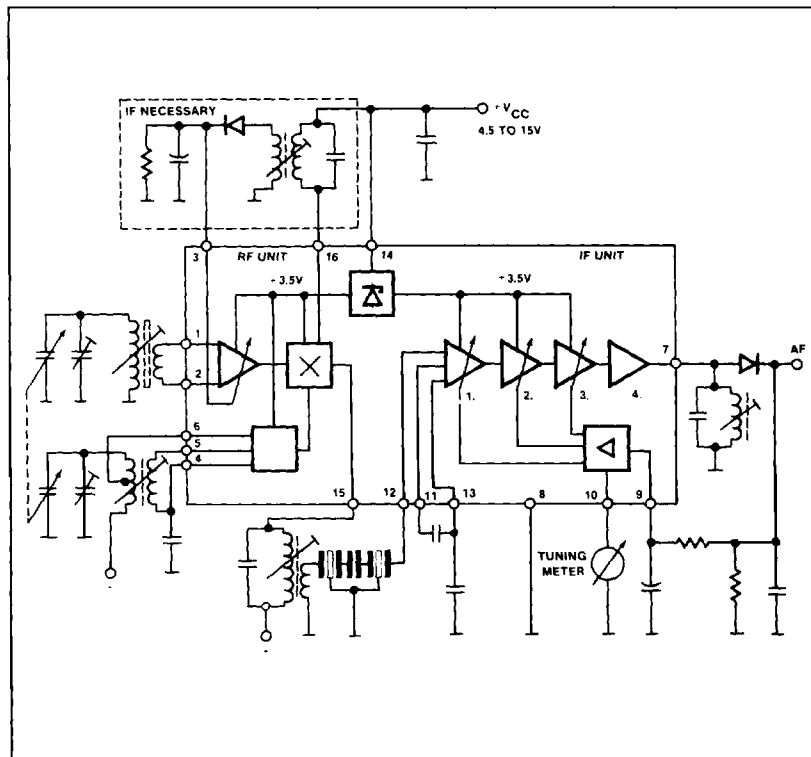 IF NECESSARY
+VCC
4.5 TO 15V
3
RF UNIT
16
14
IF UNIT
+3.5V
+3.5V
1
2
7
AF
1.
2.
3.
4.
6
5
4
15
12
11
13
8
10
9
TUNING
METER